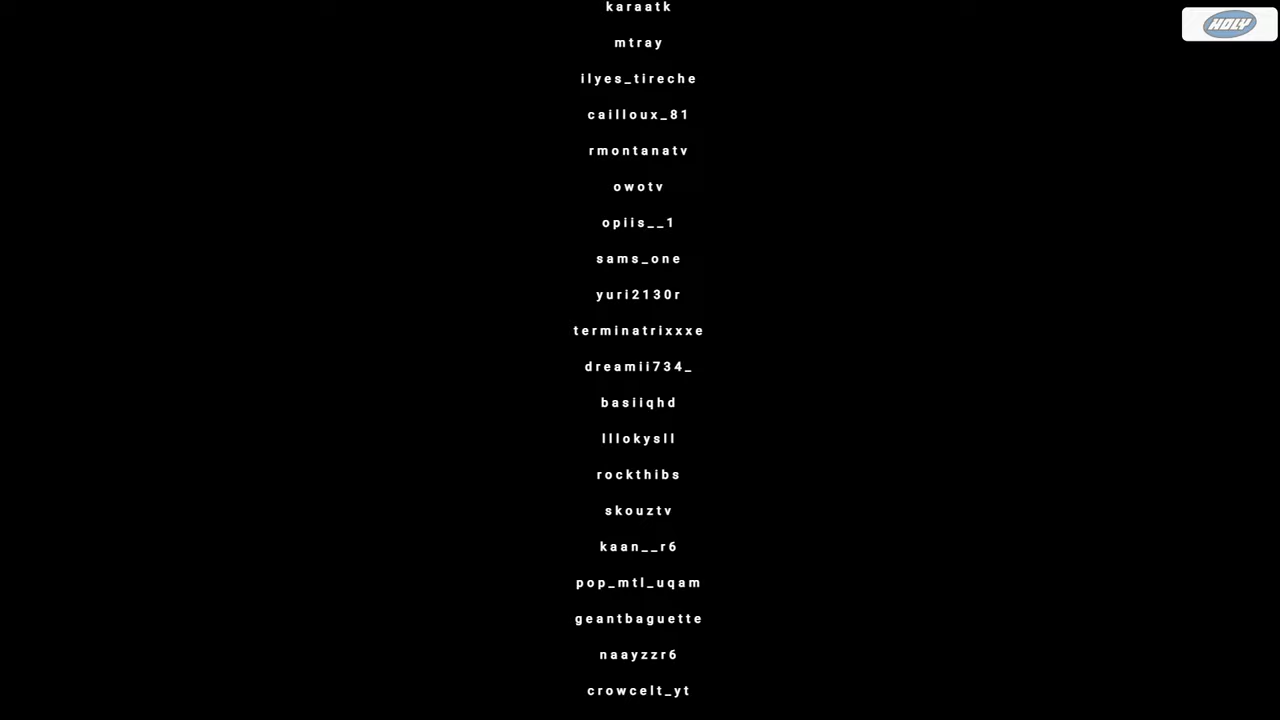 karaatk
HOLY
mtray
ilyes_tireche
cailloux_81
rmontanatv
owotv
opiis__1
sams_one
yuri2130r
terminatrixxxe
dreamii734_
basiiqhd
lllokysll
rockthibs
skouztv
kaan__r6
pop_mtl_uqam
geantbaguette
naayzzr6
crowcelt_yt